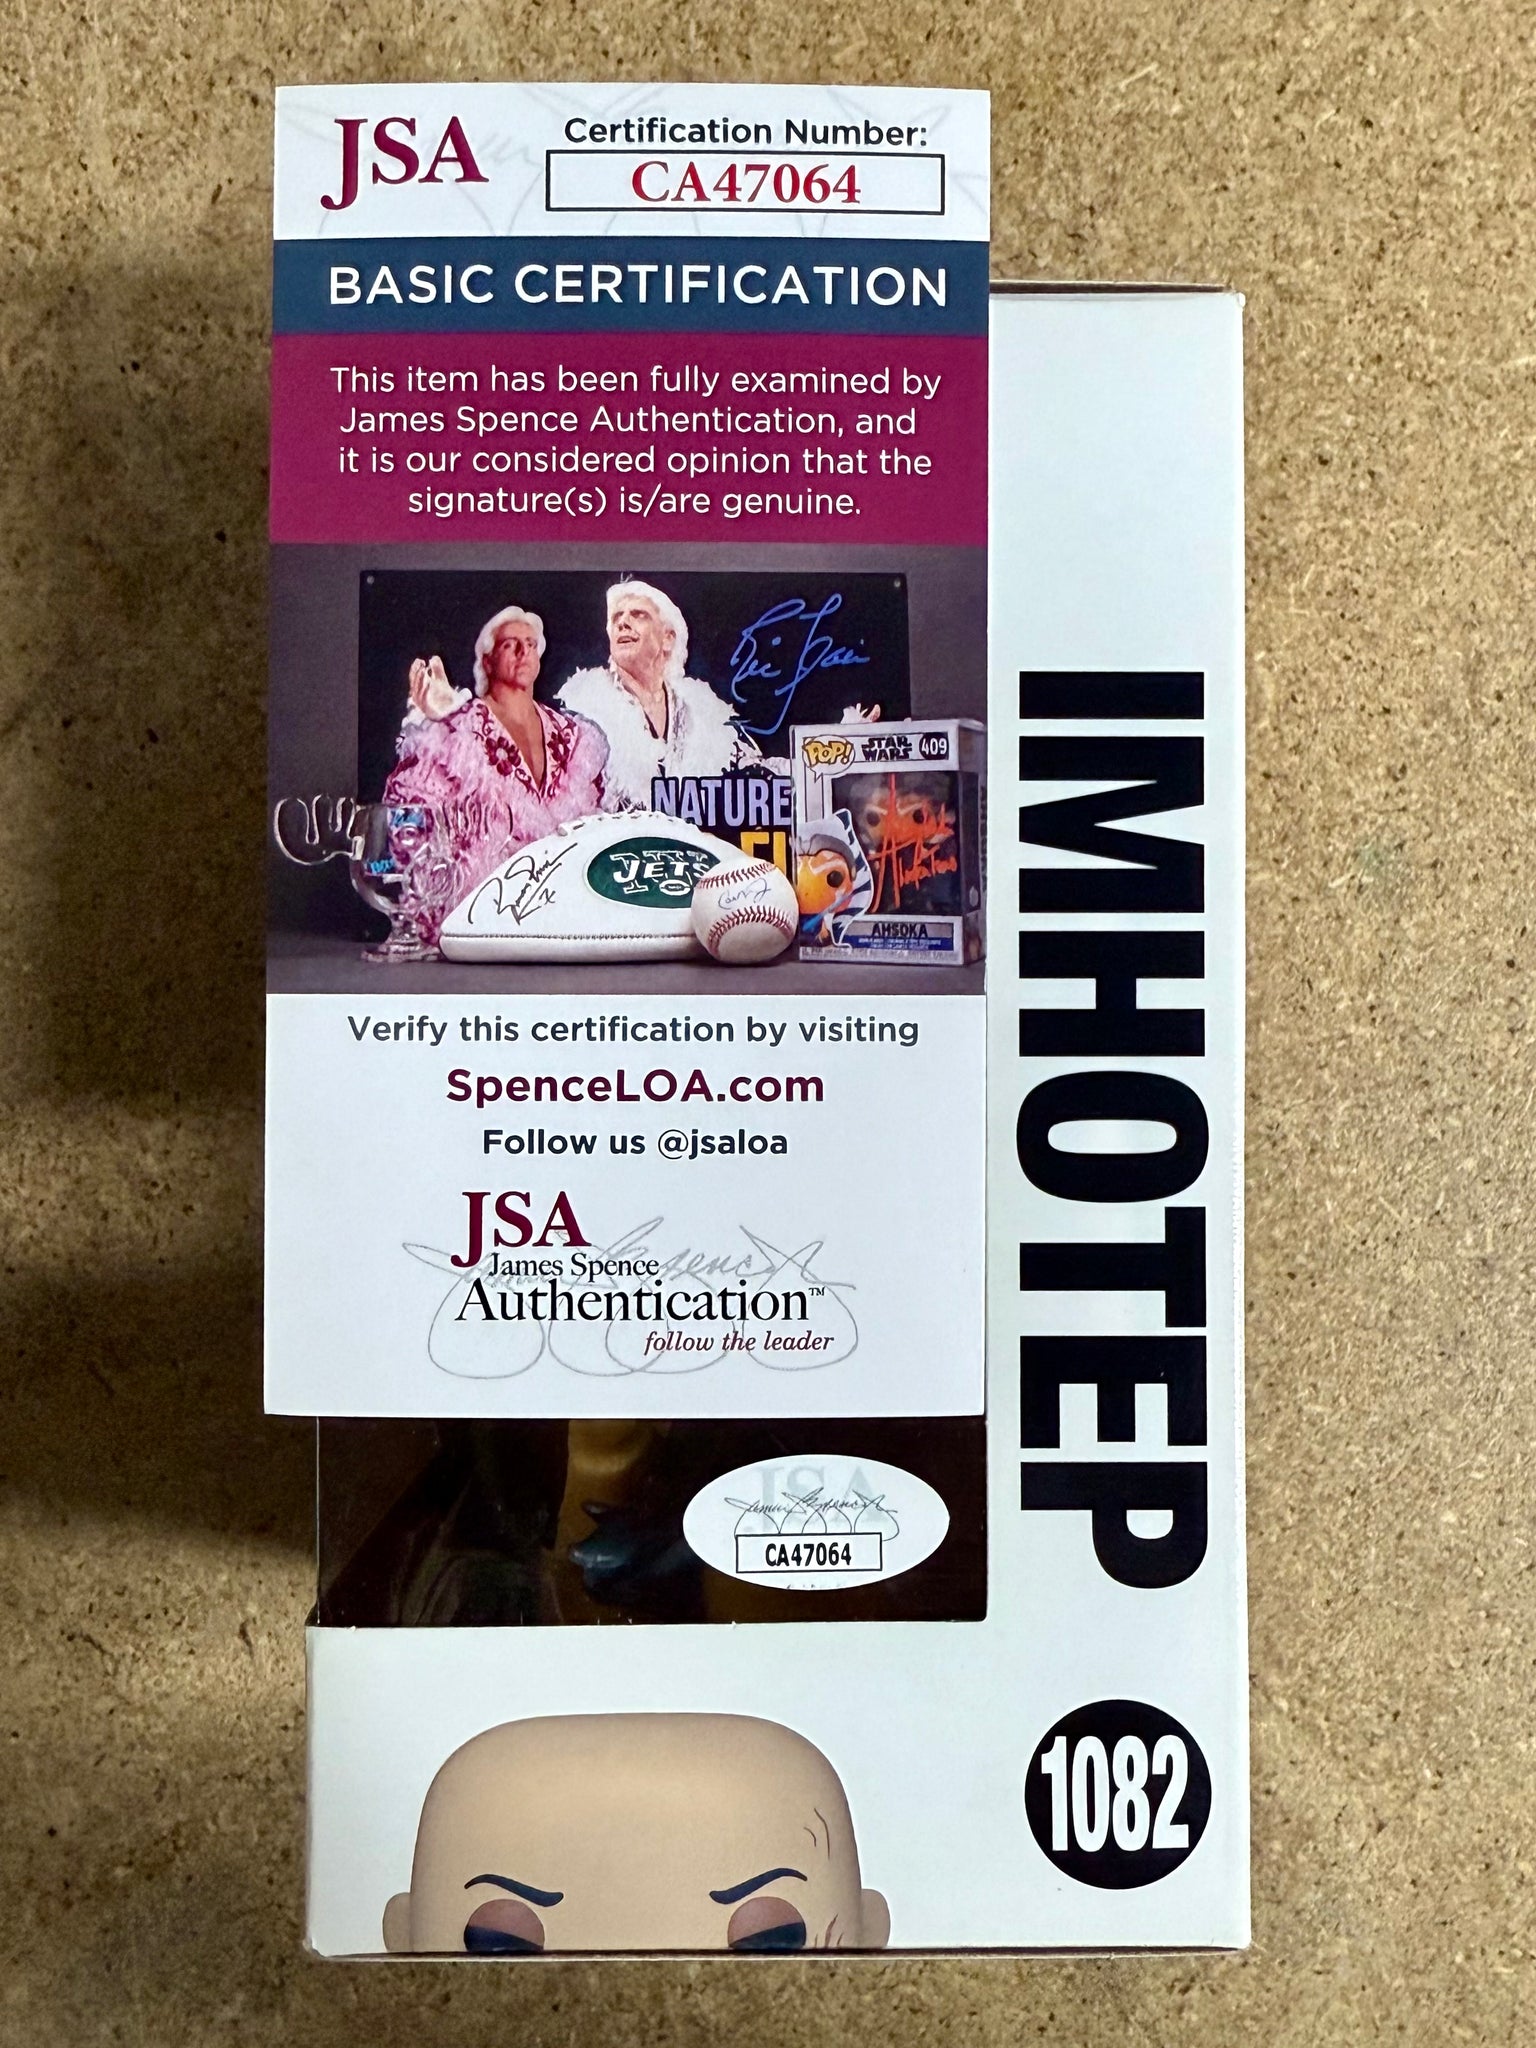 JSA
Certification Number:
CA47064
BASIC CERTIFICATION
This item has been fully examined by
James Spence Authentication, and
it is our considered opinion that the
signature(s) is/are genuine.
NATURE
JETS
POP!
STAR
WARS
409
AHSOKA
Verify this certification by visiting
SpenceLOA.com
Follow us @jsaloa
JSA
James Spence
Authentication™
follow the leader
JSA
CA47064
IMHOTEP
1082